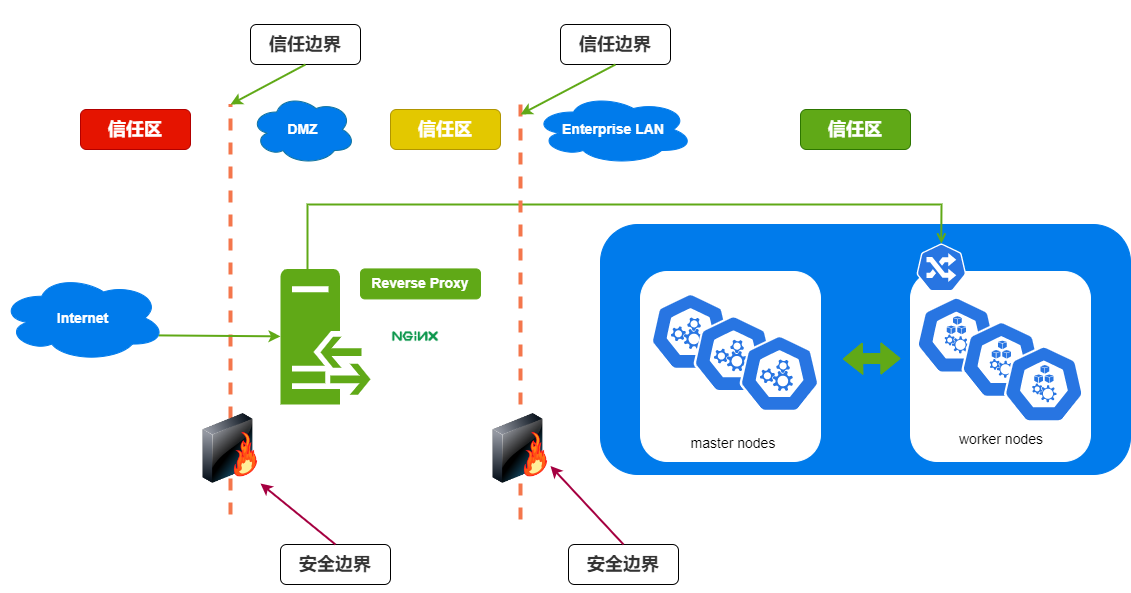 信任边界
信任边界
信任区
DMZ
信任区
Enterprise LAN
信任区
Internet
Reverse Proxy
NGINX
master nodes
worker nodes
安全边界
安全边界